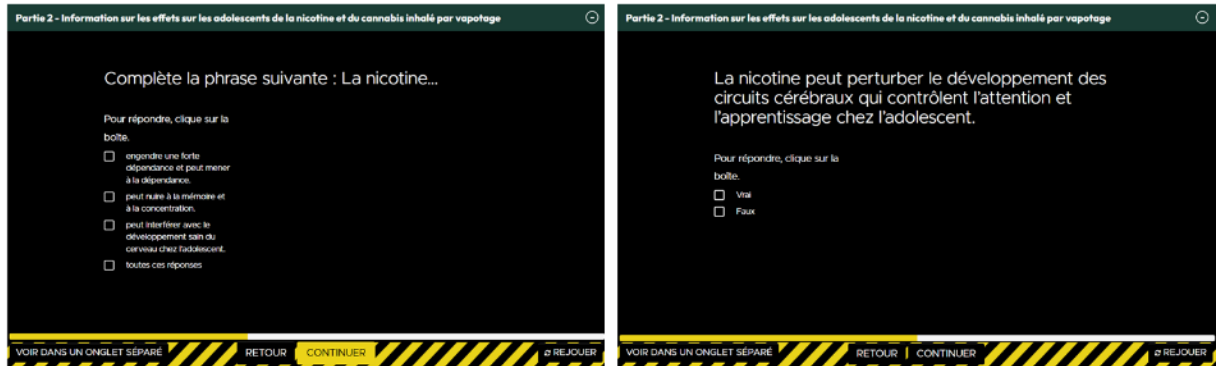 Partie 2 - Information sur les effets sur les adolescents de la nicotine et du cannabis inhalé par vapotage
Complète la phrase suivante : La nicotine...
Pour répondre, clique sur la
boîte.
engendre une forte
dépendance et peut mener
à la dépendance.
peut nuire à la mémoire et
à la concentration.
peut interférer avec le
développement sain du
cerveau chez l'adolescent.
toutes ces réponses
VOIR DANS UN ONGLET SÉPARÉ RETOUR CONTINUER REJOUER
Partie 2 - Information sur les effets sur les adolescents de la nicotine et du cannabis inhalé par vapotage
La nicotine peut perturber le développement des
circuits cérébraux qui contrôlent l'attention et
l'apprentissage chez l'adolescent.
Pour répondre, clique sur la
boîte.
Vrai
Faux
VOIR DANS UN ONGLET SÉPARÉ RETOUR CONTINUER REJOUER